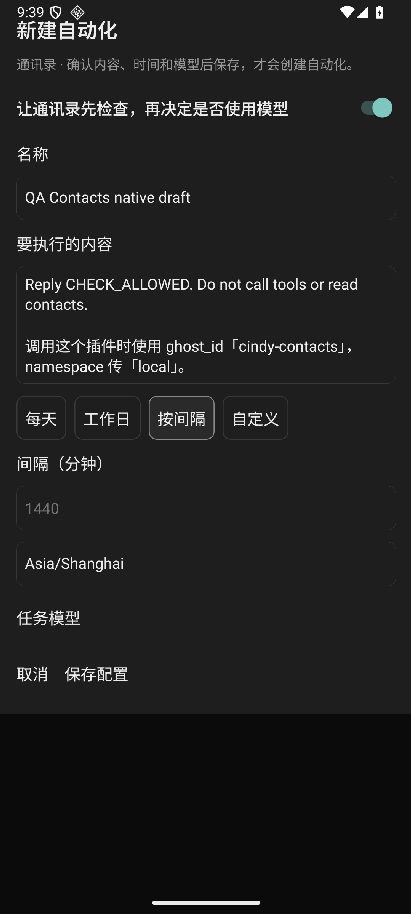 9:39
新建自动化
通讯录 · 确认内容、时间和模型后保存，才会创建自动化。
让通讯录先检查，再决定是否使用模型
名称
QA Contacts native draft
要执行的内容
Reply CHECK_ALLOWED. Do not call tools or read
contacts.
调用这个插件时使用 ghost_id「cindy-contacts」，
namespace 传「local」。
每天 工作日 按间隔 自定义
间隔（分钟）
1440
Asia/Shanghai
任务模型
取消 保存配置